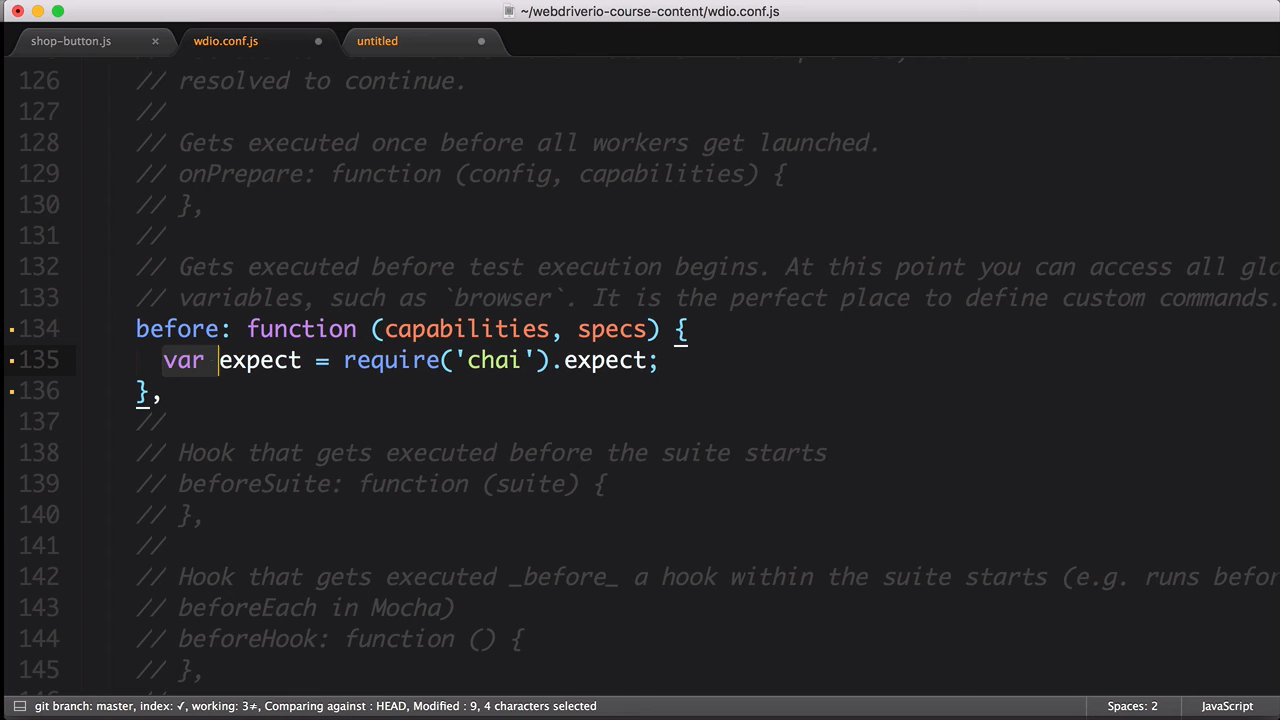 ~/webdriverio-course-content/wdio.conf.js
shop-button.js × wdio.conf.js untitled
126 // resolved to continue.
127 //
128 // Gets executed once before all workers get launched.
129 // onPrepare: function (config, capabilities) {
130 // },
131 //
132 // Gets executed before test execution begins. At this point you can access all glo
133 // variables, such as `browser`. It is the perfect place to define custom commands.
134 before: function (capabilities, specs) {
135 var expect = require('chai').expect;
136 },
137 //
138 // Hook that gets executed before the suite starts
139 // beforeSuite: function (suite) {
140 // },
141 //
142 // Hook that gets executed _before_ a hook within the suite starts (e.g. runs befor
143 // beforeEach in Mocha)
144 // beforeHook: function () {
145 // },
git branch: master, index: ✓, working: 3≠, Comparing against : HEAD, Modified : 9, 4 characters selected Spaces: 2 JavaScript